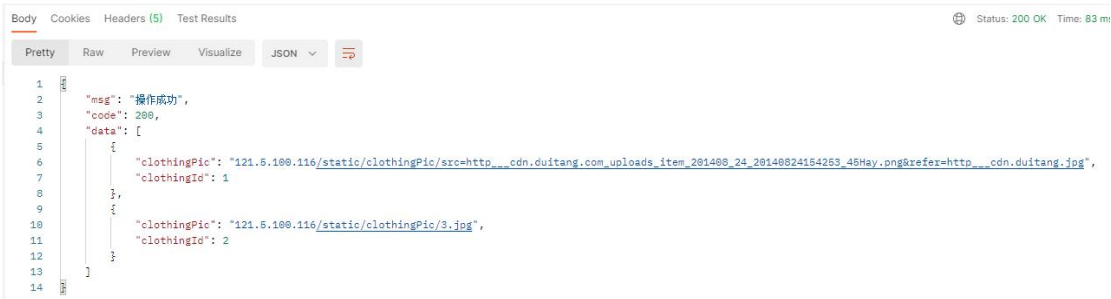 Body Cookies Headers (5) Test Results Status: 200 OK Time: 83 ms
Pretty Raw Preview Visualize JSON
1 {
2 "msg": "操作成功",
3 "code": 200,
4 "data": [
5 {
6 "clothingPic": "121.5.100.116/static/clothingPic/src=http___cdn.duitang.com_uploads_item_201408_24_20140824154253_45Hay.png&refer=http___cdn.duitang.jpg",
7 "clothingId": 1
8 },
9 {
10 "clothingPic": "121.5.100.116/static/clothingPic/3.jpg",
11 "clothingId": 2
12 }
13 ]
14 }